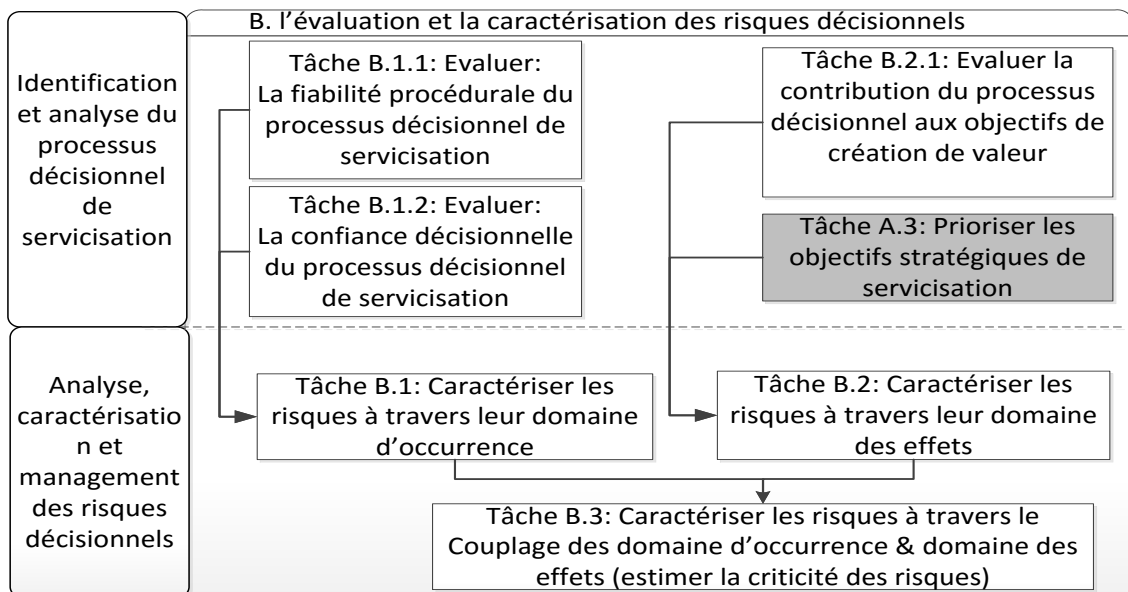 B. l’évaluation et la caractérisation des risques décisionnels
Identification
et analyse du
processus
décisionnel
de
servicisation
Tâche B.1.1: Evaluer:
La fiabilité procédurale du
processus décisionnel de
servicisation
Tâche B.2.1: Evaluer la
contribution du processus
décisionnel aux objectifs de
création de valeur
Tâche B.1.2: Evaluer:
La confiance décisionnelle
du processus décisionnel
de servicisation
Tâche A.3: Prioriser les
objectifs stratégiques de
servicisation
Analyse,
caractérisatio
n et
management
des risques
décisionnels
Tâche B.1: Caractériser les
risques à travers leur domaine
d’occurrence
Tâche B.2: Caractériser les
risques à travers leur domaine
des effets
Tâche B.3: Caractériser les risques à travers le
Couplage des domaine d’occurrence & domaine des
effets (estimer la criticité des risques)